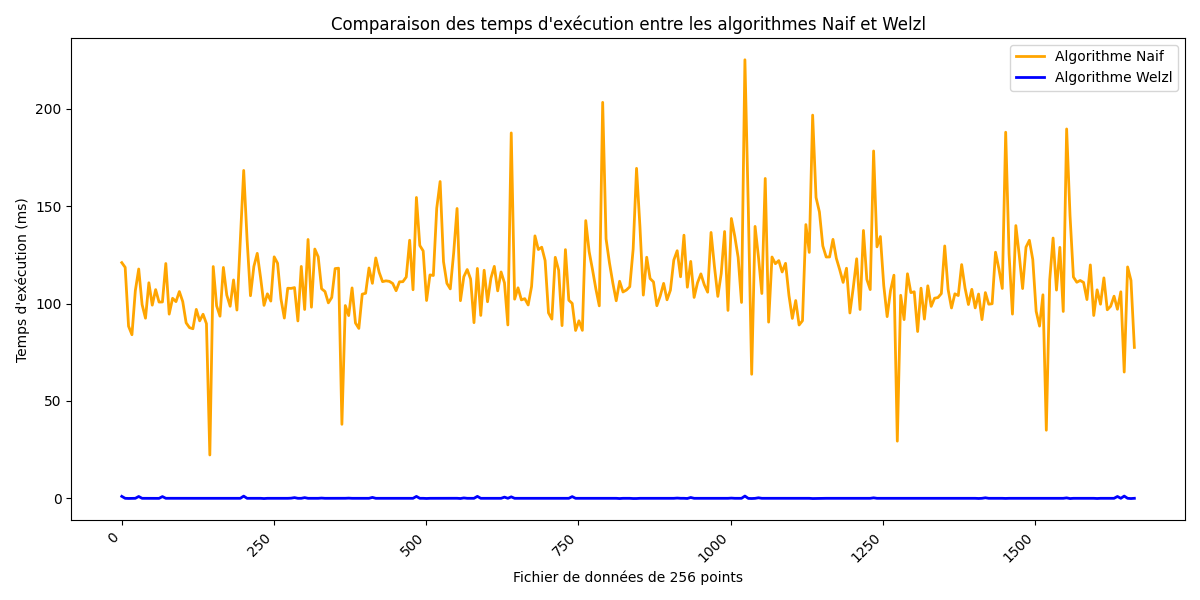 Comparaison des temps d'exécution entre les algorithmes Naif et Welzl
Algorithme Naif
Algorithme Welzl
Temps d'exécution (ms)
200
150
100
50
0
0
250
500
750
1000
1250
1500
Fichier de données de 256 points